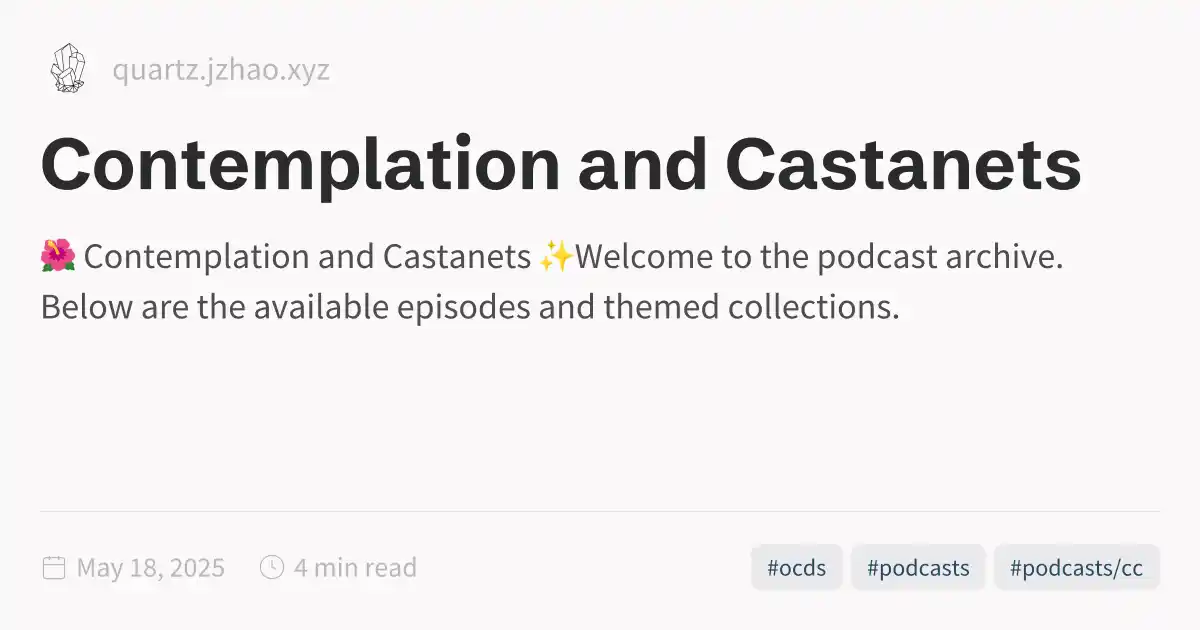 quartz.jzhao.xyz
Contemplation and Castanets
🌺 Contemplation and Castanets ✨Welcome to the podcast archive.
Below are the available episodes and themed collections.
May 18, 2025 4 min read #ocds #podcasts #podcasts/cc